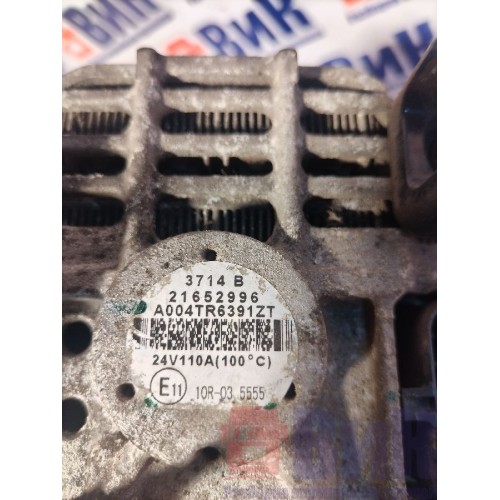 ВИК
ВИК
3714 B
21652996
A004TR6391ZT
24V110A(100°C)
E11 10R-03 5555
ВИК